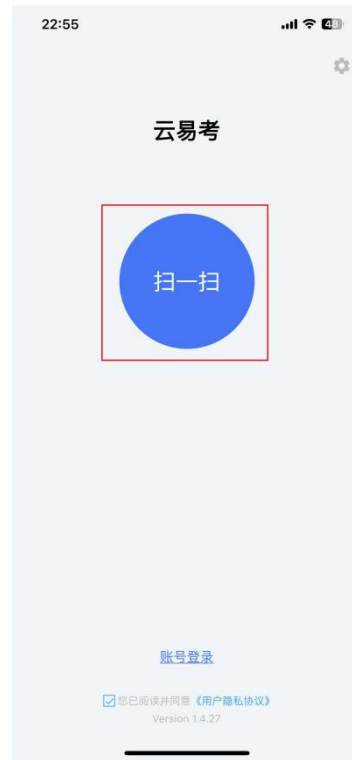 22:55
48
云易考
扫一扫
账号登录
您已阅读并同意《用户隐私协议》
Version 1.4.27